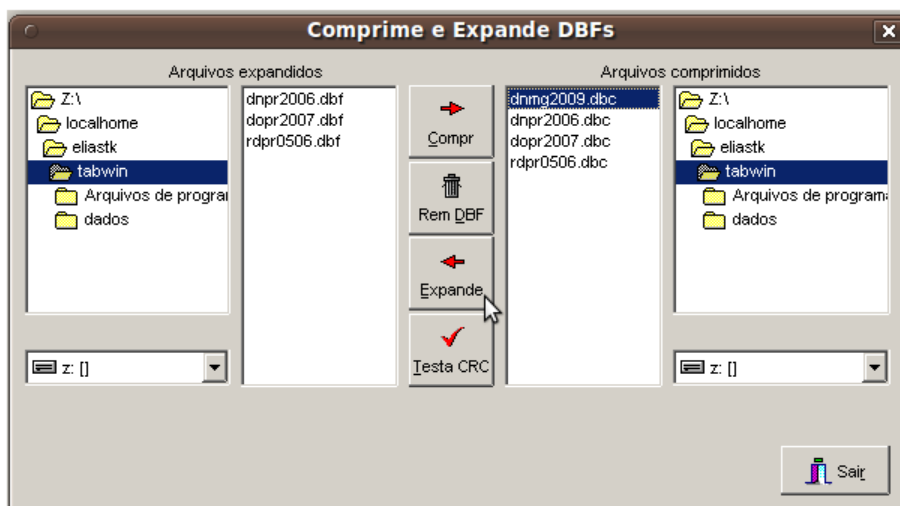 Comprime e Expande DBFs
Arquivos expandidos
Z:\
localhome
eliastk
tabwin
Arquivos de progra
dados
z: []
dnpr2006.dbf
dopr2007.dbf
rdpr0506.dbf
Compr
Rem DBF
Expande
Testa CRC
Arquivos comprimidos
dnmg2009.dbc
dnpr2006.dbc
dopr2007.dbc
rdpr0506.dbc
Z:\
localhome
eliastk
tabwin
Arquivos de program
dados
z: []
Sair